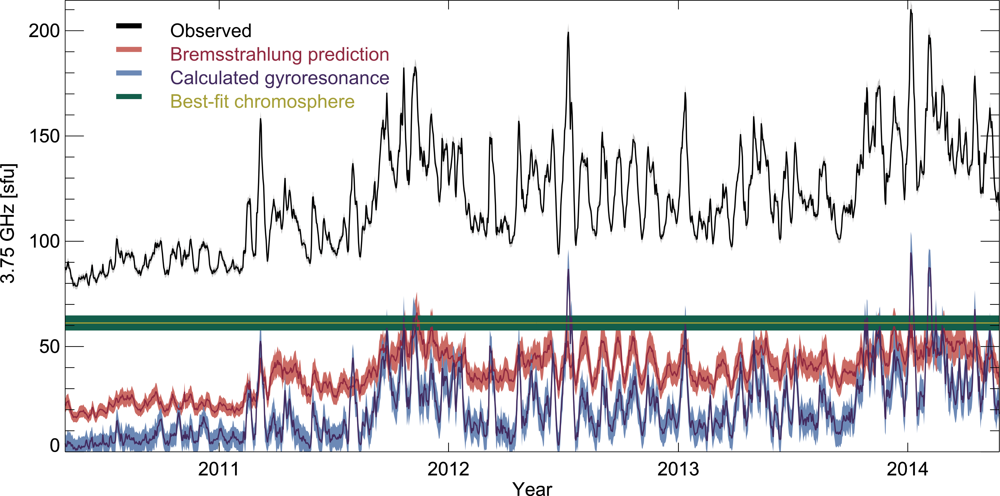 Observed
Bremsstrahlung prediction
Calculated gyroresonance
Best-fit chromosphere
200
150
100
50
0
3.75 GHz [sfu]
2011
2012
2013
2014
Year